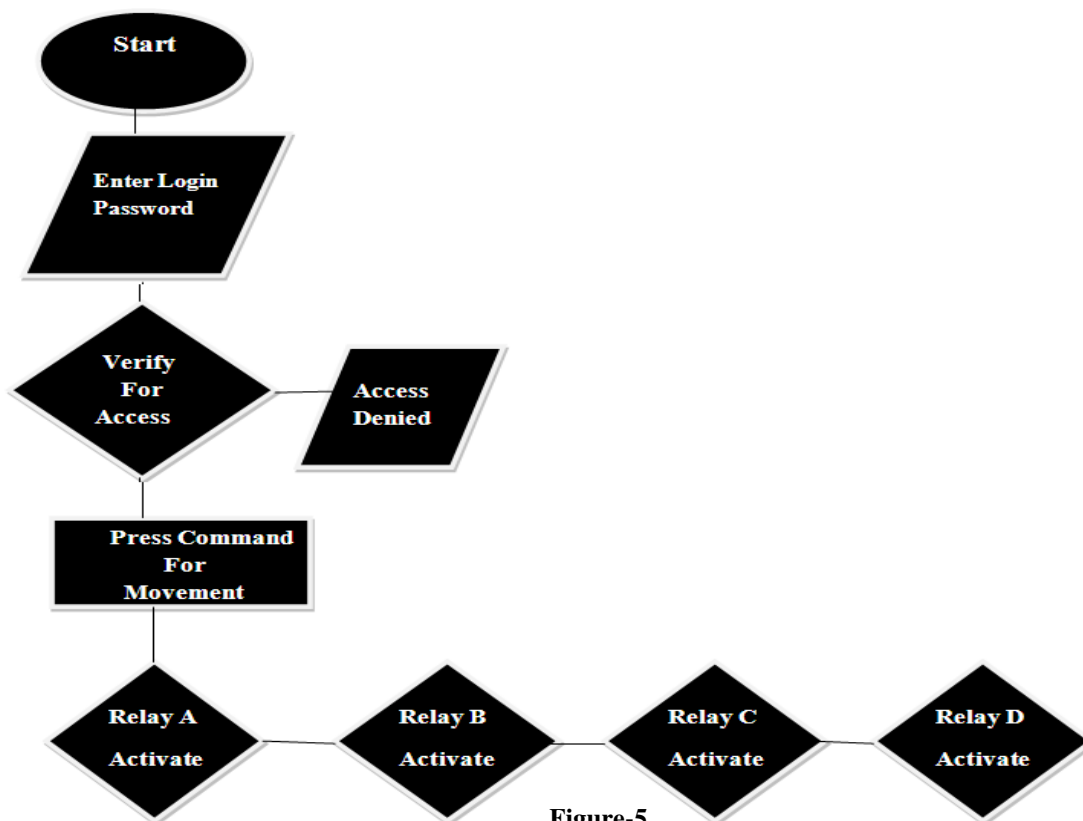 Start
Enter Login
Password
Verify
For
Access
Access
Denied
Press Command
For
Movement
Relay A
Activate
Relay B
Activate
Relay C
Activate
Relay D
Activate
Figure-5